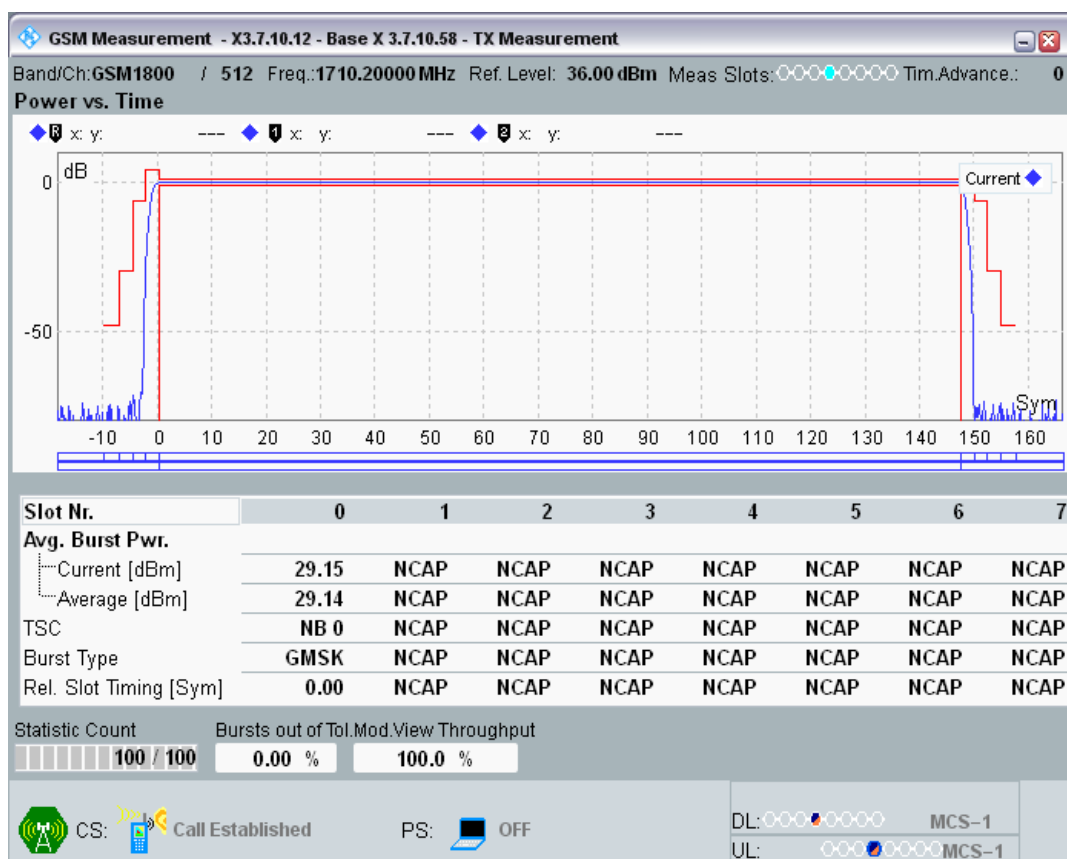 GSM Measurement - X3.7.10.12 - Base X 3.7.10.58 - TX Measurement
Band/Ch:GSM1800 / 512 Freq.:1710.20000 MHz Ref. Level: 36.00 dBm Meas Slots: Tim.Advance.: 0
Power vs. Time
R x: y: --- 1 x: y: --- 2 x: y: ---
dB
0
Current
-50
Sym
-10 0 10 20 30 40 50 60 70 80 90 100 110 120 130 140 150 160
Slot Nr. 0 1 2 3 4 5 6 7
Avg. Burst Pwr.
Current [dBm] 29.15 NCAP NCAP NCAP NCAP NCAP NCAP NCAP
Average [dBm] 29.14 NCAP NCAP NCAP NCAP NCAP NCAP NCAP
TSC NB 0 NCAP NCAP NCAP NCAP NCAP NCAP NCAP
Burst Type GMSK NCAP NCAP NCAP NCAP NCAP NCAP NCAP
Rel. Slot Timing [Sym] 0.00 NCAP NCAP NCAP NCAP NCAP NCAP NCAP
Statistic Count Bursts out of Tol. Mod.View Throughput
100 / 100 0.00 % 100.0 %
CS: Call Established PS: OFF DL: MCS-1
UL: MCS-1